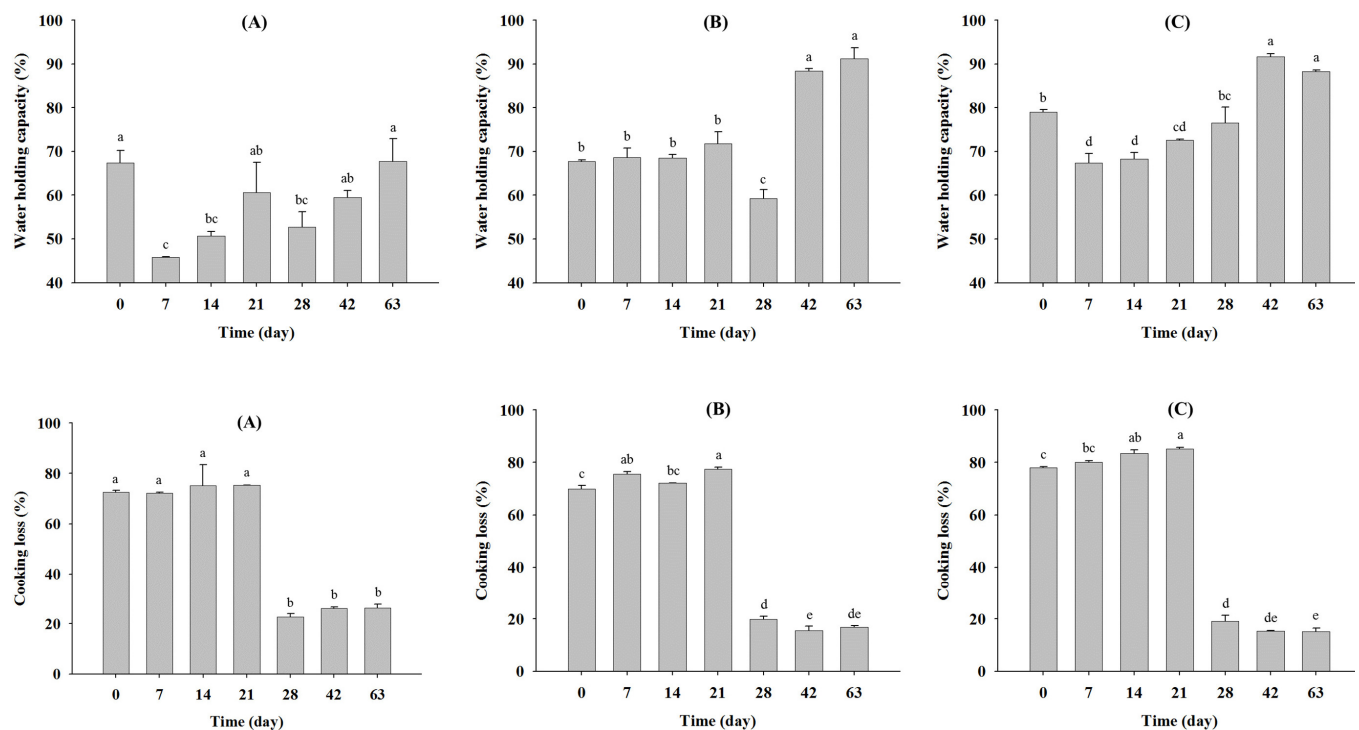 (A)
Water holding capacity (%)
100
90
80
70
60
50
40
a
c
bc
ab
bc
ab
a
0 7 14 21 28 42 63
Time (day)
(B)
Water holding capacity (%)
100
90
80
70
60
50
40
b
b
b
b
c
a
a
0 7 14 21 28 42 63
Time (day)
(C)
Water holding capacity (%)
100
90
80
70
60
50
40
b
d
d
cd
bc
a
a
0 7 14 21 28 42 63
Time (day)
(A)
Cooking loss (%)
100
80
60
40
20
0
a
a
a
a
b
b
b
0 7 14 21 28 42 63
Time (day)
(B)
Cooking loss (%)
100
80
60
40
20
0
c
ab
bc
a
d
e
de
0 7 14 21 28 42 63
Time (day)
(C)
Cooking loss (%)
100
80
60
40
20
0
c
bc
ab
a
d
de
e
0 7 14 21 28 42 63
Time (day)